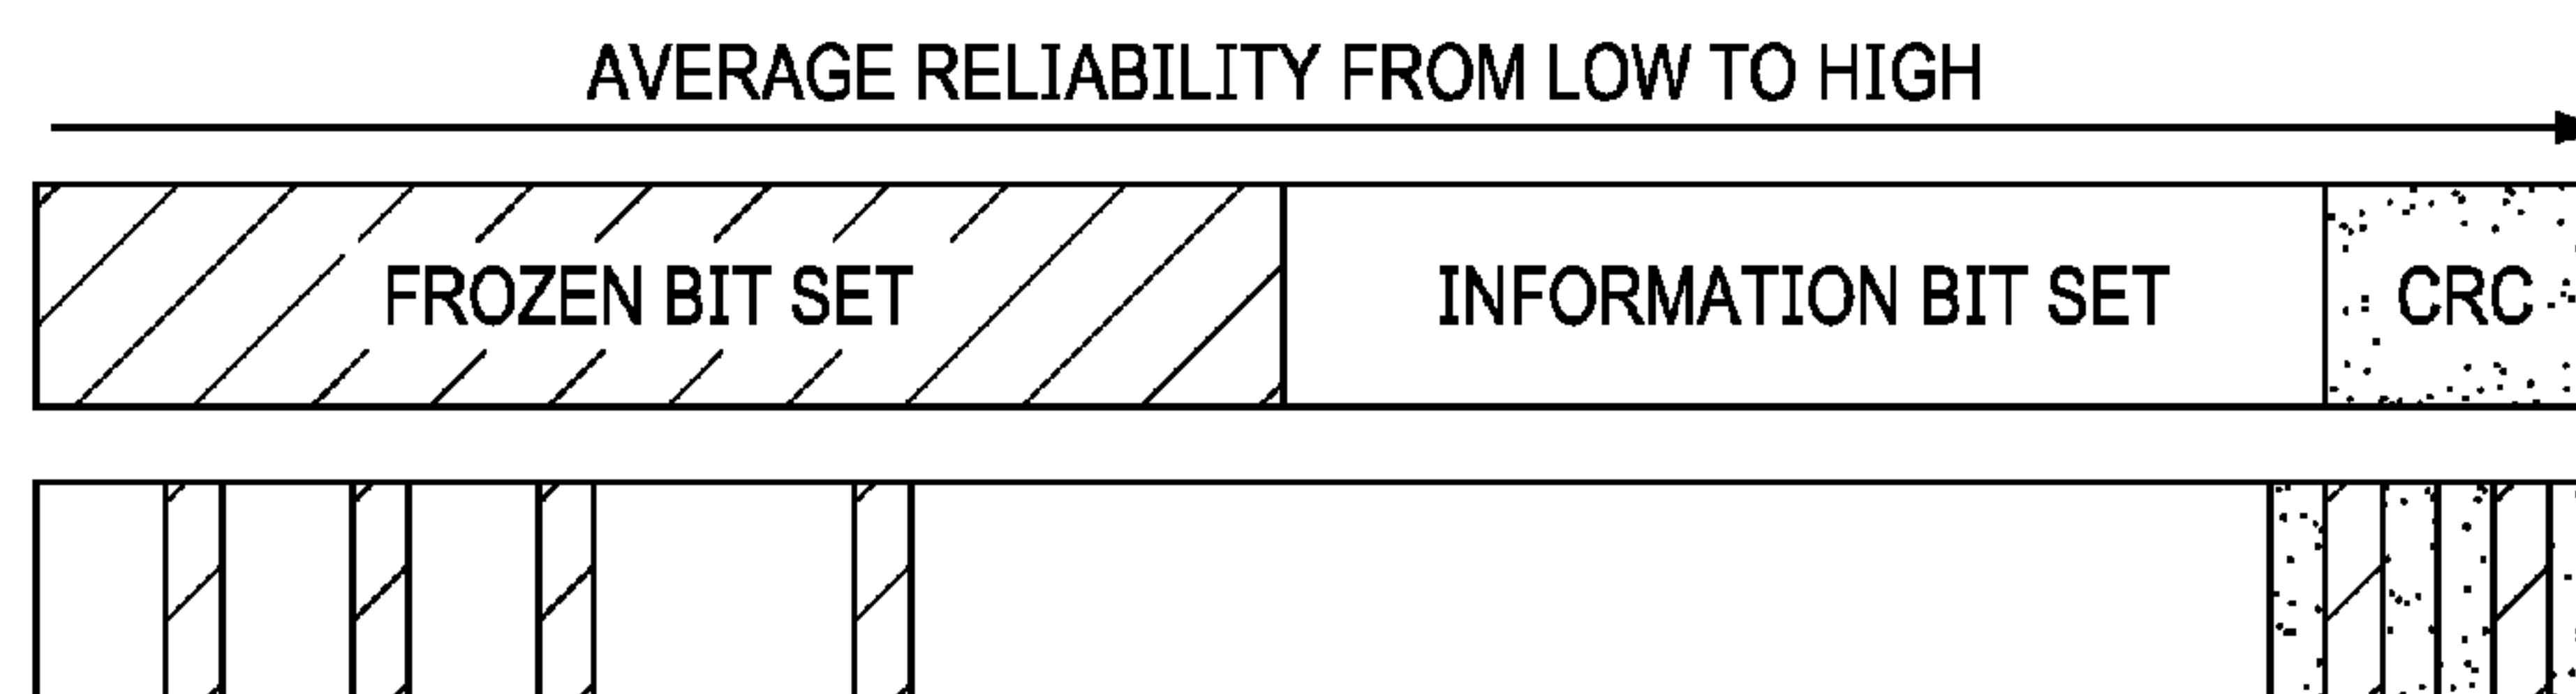 AVERAGE RELIABILITY FROM LOW TO HIGH
FROZEN BIT SET INFORMATION BIT SET CRC